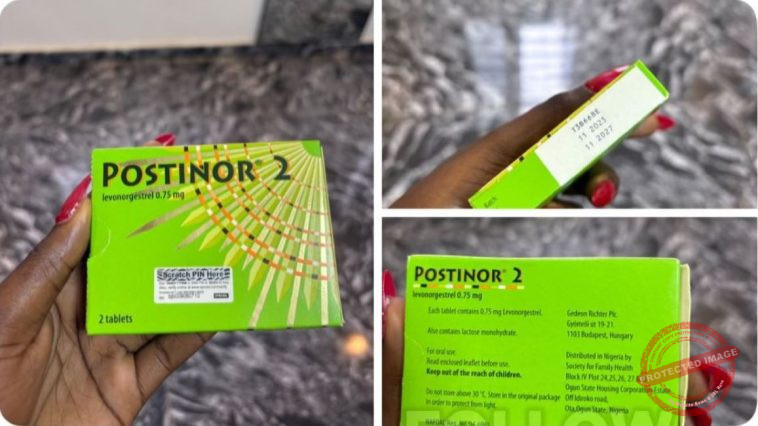 POSTINOR® 2
levonorgestrel 0.75 mg
Scratch PIN Here
2 tablets
T38668E
11 2023
11 2027
Each
POSTINOR® 2
levonorgestrel 0.75 mg
Each tablet contains 0.75 mg Levonorgestrel.
Also contains lactose monohydrate.
For oral use.
Read enclosed leaflet before use.
Keep out of the reach of children.
Do not store above 30 °C. Store in the original package
in order to protect from light.
Gedeon Richter Plc.
Gyömrői út 19-21.
1103 Budapest, Hungary
Distributed in Nigeria by
Society for Family Health
Block IV Plot 24,25,26, 27
Ogun State Housing Corporation Estate
Off Idiroko road,
Ota, Ogun State, Nigeria
PROTECTED IMAGE
FOLLOW